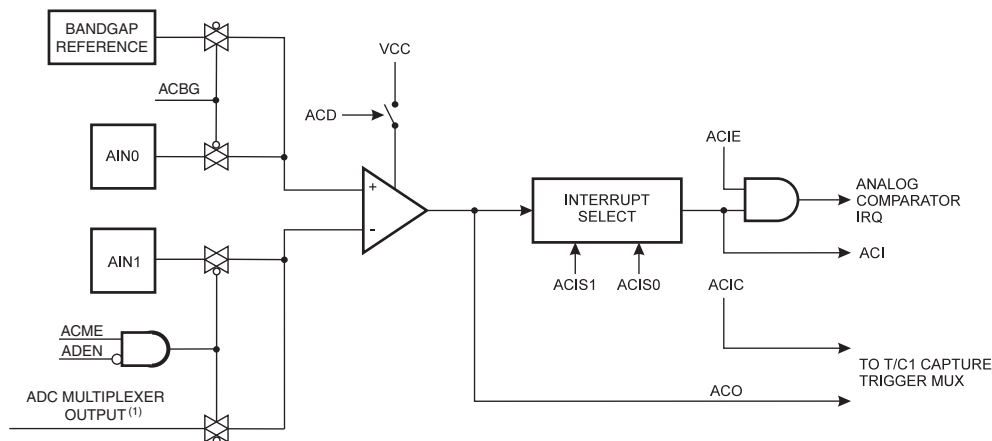 BANDGAP
REFERENCE
VCC
ACBG
ACD
AIN0
ACIE
+
-
INTERRUPT
SELECT
ANALOG
COMPARATOR
IRQ
ACI
AIN1
ACIS1
ACIS0
ACIC
ACME
ADEN
TO T/C1 CAPTURE
TRIGGER MUX
ADC MULTIPLEXER
OUTPUT (1)
ACO